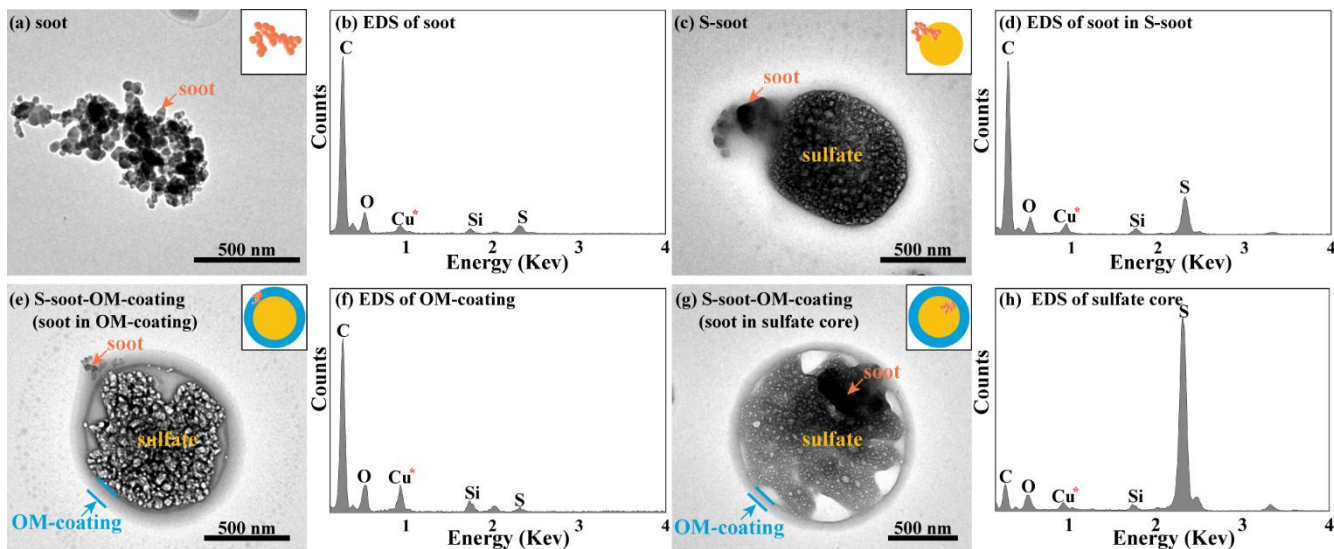 (a) soot
soot
500 nm
(b) EDS of soot
C
O
Cu*
Si
S
Counts
1
2
3
4
Energy (Kev)
(c) S-soot
soot
sulfate
500 nm
(d) EDS of soot in S-soot
C
O
Cu*
Si
S
Counts
1
2
3
4
Energy (Kev)
(e) S-soot-OM-coating
(soot in OM-coating)
soot
sulfate
OM-coating
500 nm
(f) EDS of OM-coating
C
O
Cu*
Si
S
Counts
1
2
3
4
Energy (Kev)
(g) S-soot-OM-coating
(soot in sulfate core)
soot
sulfate
OM-coating
500 nm
(h) EDS of sulfate core
S
C
O
Cu*
Si
Counts
1
2
3
4
Energy (Kev)